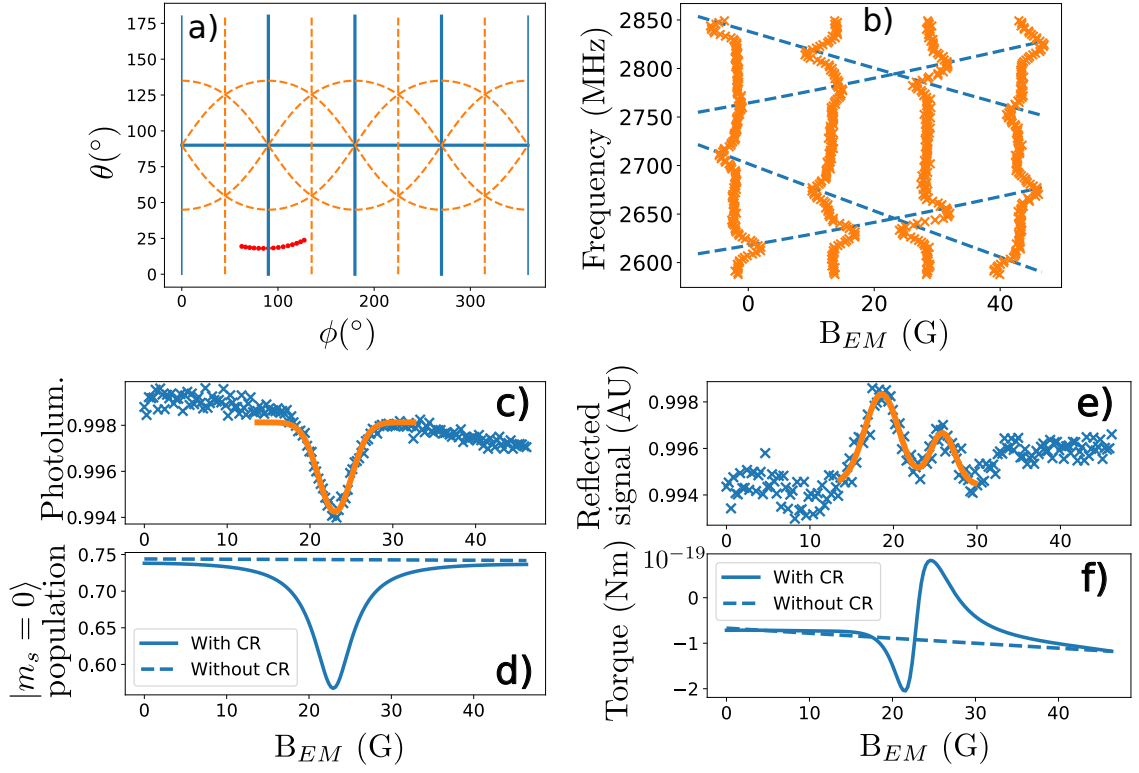 a)
175
150
125
100
75
50
25
0
θ(°)
0
100
200
300
ϕ(°)
b)
2850
2800
2750
2700
2650
2600
Frequency (MHz)
0
20
40
B_EM (G)
c)
0.998
0.996
0.994
Photolum.
0
10
20
30
40
e)
0.998
0.996
0.994
Reflected
signal (AU)
0
10
20
30
40
d)
0.75
0.70
0.65
0.60
|m_s = 0⟩
population
With CR
Without CR
0
10
20
30
40
B_EM (G)
f)
10⁻¹⁹
0
−1
−2
Torque (Nm)
With CR
Without CR
0
10
20
30
40
B_EM (G)